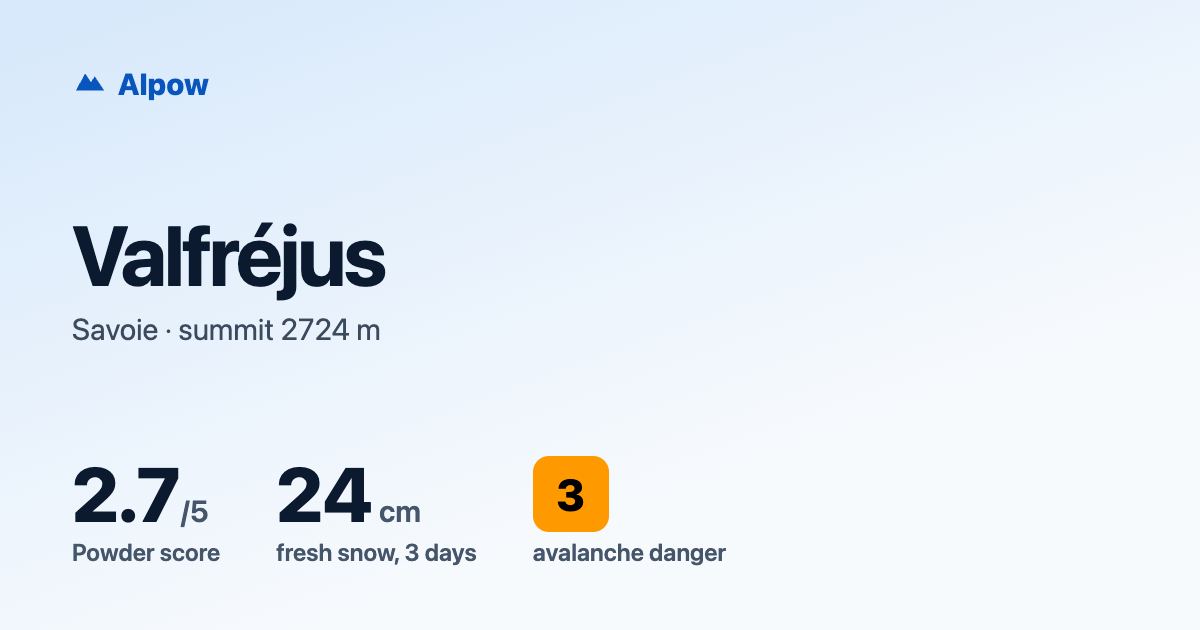 Alpow
Valfréjus
Savoie · summit 2724 m
2.7/5
Powder score
24 cm
fresh snow, 3 days
3
avalanche danger